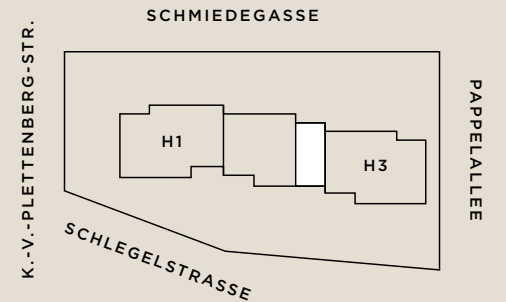 SCHMIEDEGASSE
K.-V.-PLETTENBERG-STR.
PAPPELALLEE
H1
H3
SCHLEGELSTRASSE